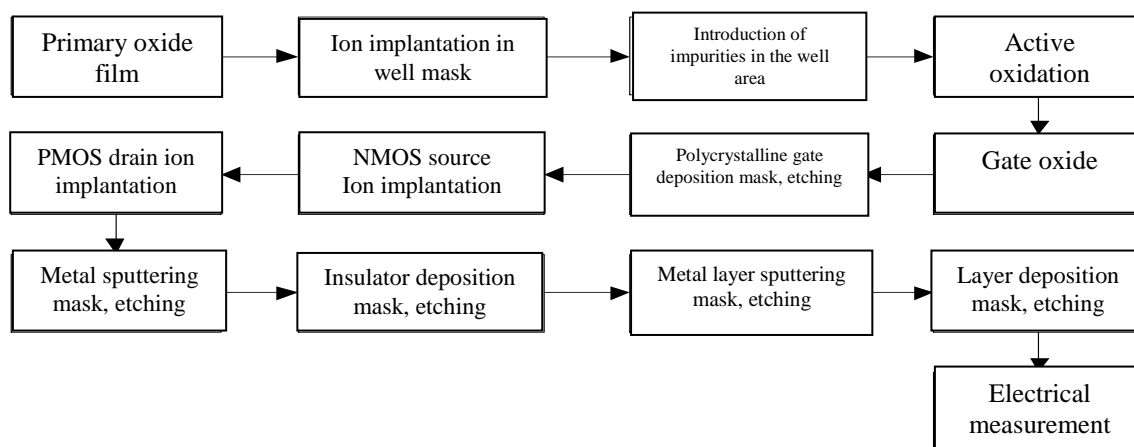 Primary oxide
film
Ion implantation in
well mask
Introduction of
impurities in the well
area
Active
oxidation
PMOS drain ion
implantation
NMOS source
Ion implantation
Polycrystalline gate
deposition mask, etching
Gate oxide
Metal sputtering
mask, etching
Insulator deposition
mask, etching
Metal layer sputtering
mask, etching
Layer deposition
mask, etching
Electrical
measurement